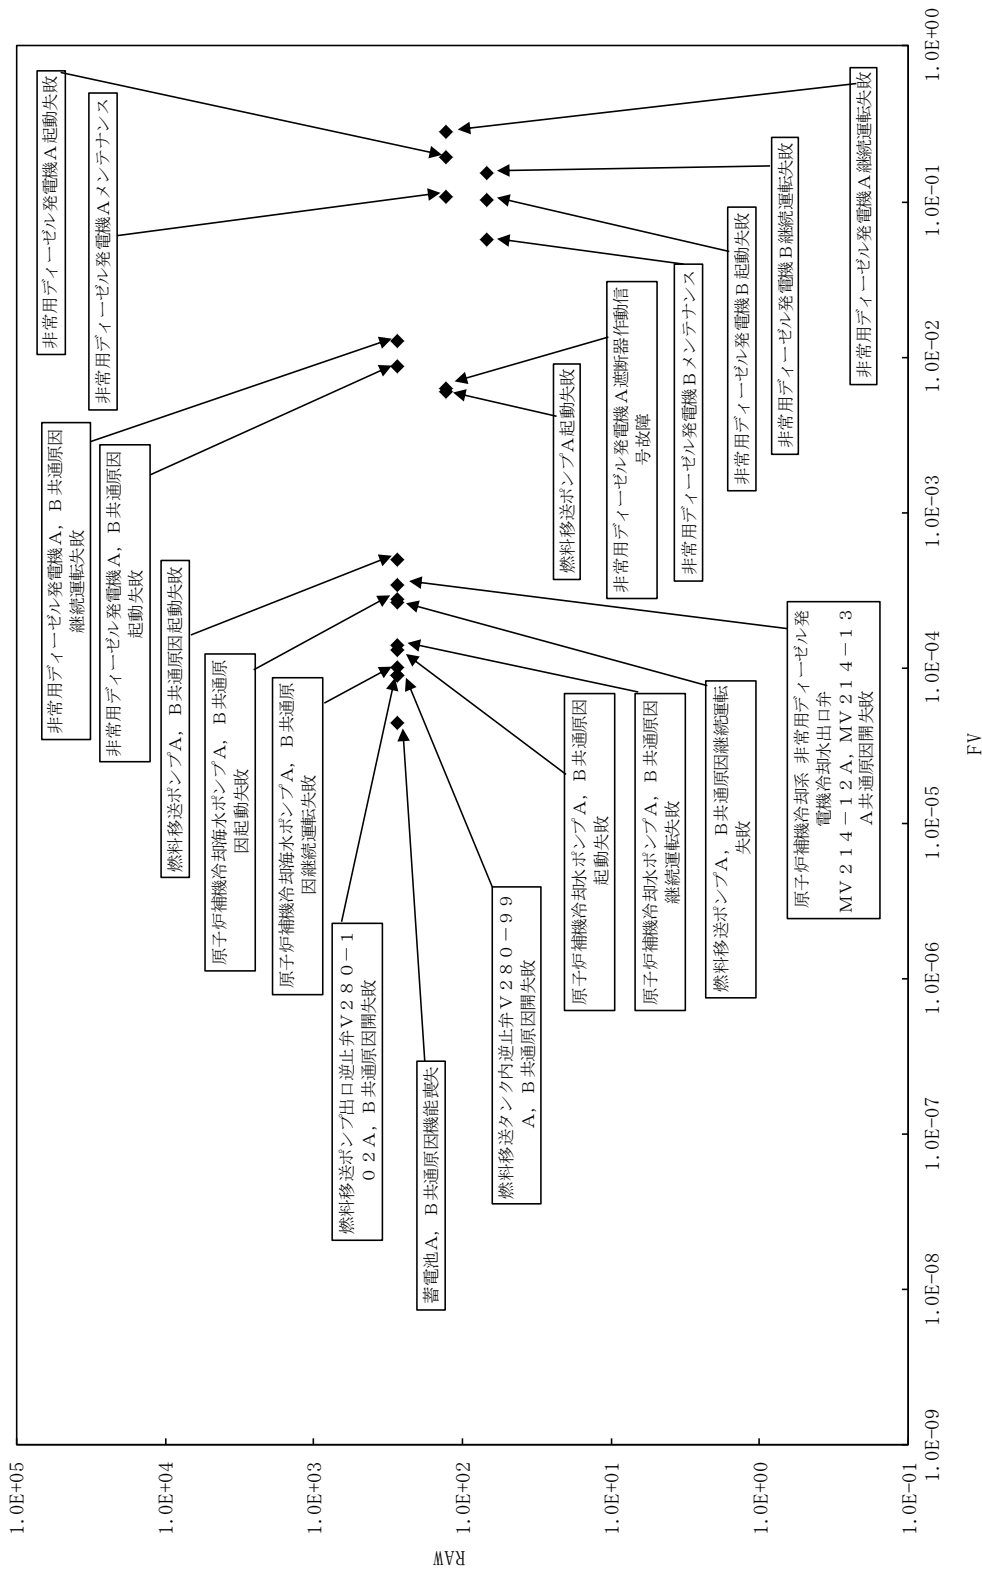 非常用ディーゼル発電機Ａ起動失敗
非常用ディーゼル発電機Ａメンテナンス
非常用ディーゼル発電機Ａ，Ｂ共通原因
継続運転失敗
非常用ディーゼル発電機Ａ，Ｂ共通原因
起動失敗
燃料移送ポンプＡ，Ｂ共通原因起動失敗
原子炉補機冷却海水ポンプＡ，Ｂ共通原
因起動失敗
原子炉補機冷却海水ポンプＡ，Ｂ共通原
因継続運転失敗
燃料移送ポンプ出口逆止弁Ｖ２８０－１
０２Ａ，Ｂ共通原因開失敗
蓄電池Ａ，Ｂ共通原因機能喪失
燃料移送タンク内逆止弁Ｖ２８０－９９
Ａ，Ｂ共通原因開失敗
燃料移送ポンプＡ起動失敗
原子炉補機冷却水ポンプＡ，Ｂ共通原因
起動失敗
非常用ディーゼル発電機Ａ遮断器作動信
号故障
原子炉補機冷却水ポンプＡ，Ｂ共通原因
継続運転失敗
非常用ディーゼル発電機Ｂメンテナンス
燃料移送ポンプＡ，Ｂ共通原因継続運転
失敗
非常用ディーゼル発電機Ｂ起動失敗
非常用ディーゼル発電機Ｂ継続運転失敗
原子炉補機冷却系 非常用ディーゼル発
電機冷却水出口弁
ＭＶ２１４－１２Ａ，ＭＶ２１４－１３
Ａ共通原因開失敗
非常用ディーゼル発電機Ａ継続運転失敗
1.0E+05
1.0E+04
1.0E+03
1.0E+02
1.0E+01
1.0E+00
1.0E-01
RAW
1.0E-09
1.0E-08
1.0E-07
1.0E-06
1.0E-05
1.0E-04
1.0E-03
1.0E-02
1.0E-01
1.0E+00
FV